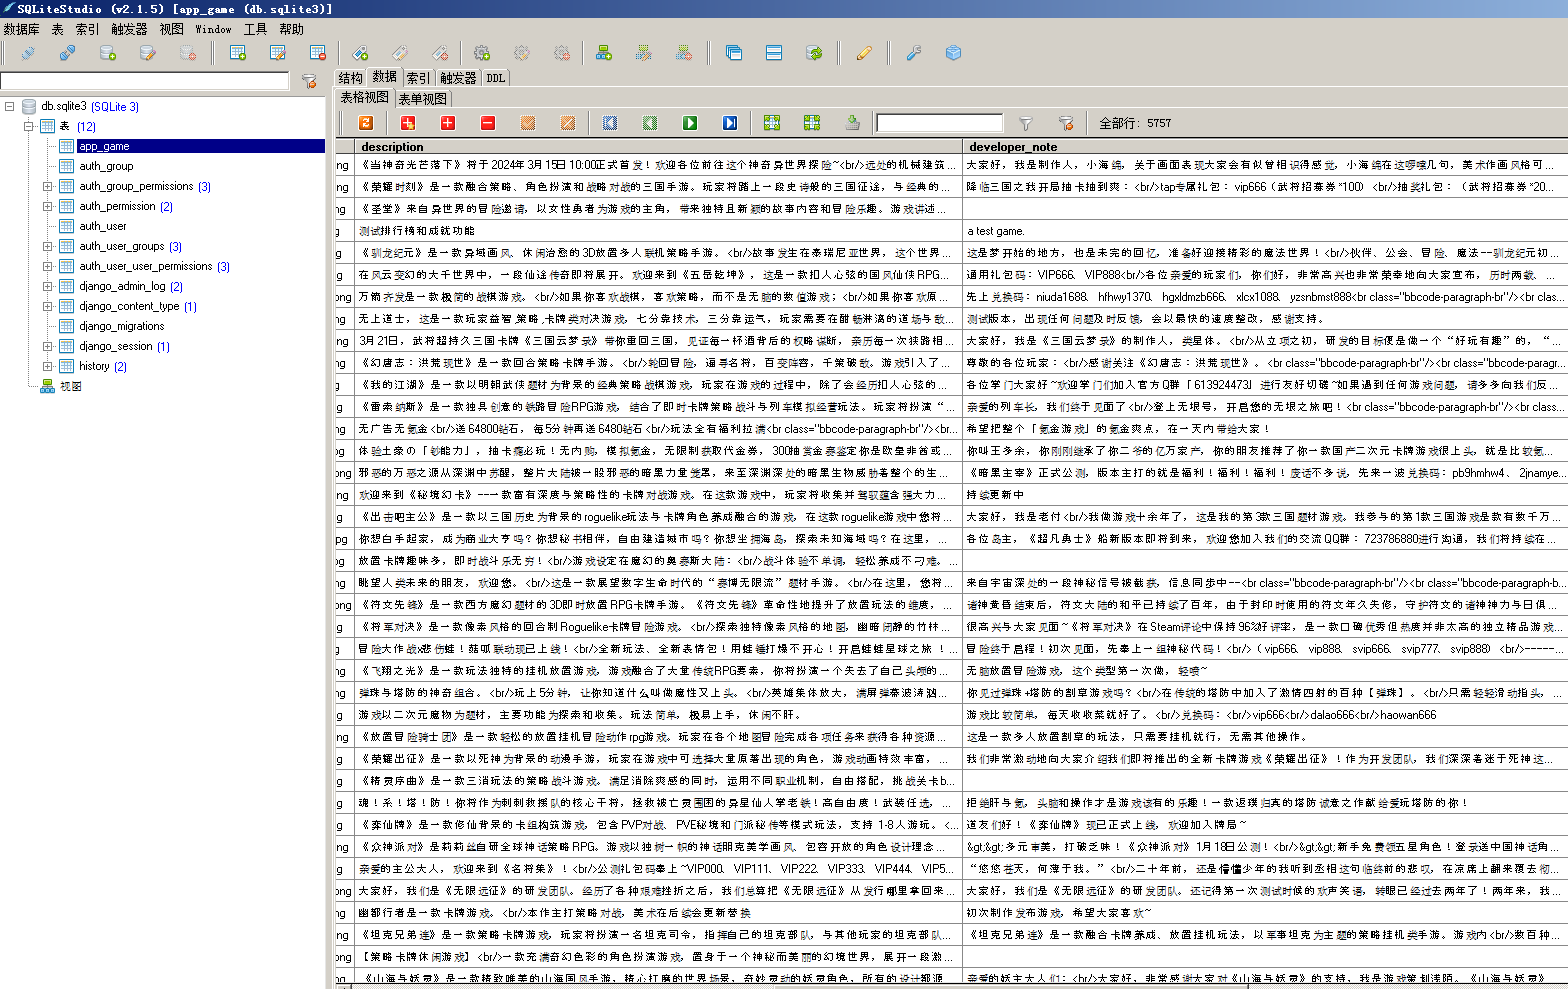 SQLiteStudio (v2.1.5) [app_game (db.sqlite3)]
数据库 表 索引 触发器 视图 Window 工具 帮助
结构 数据 索引 触发器 DDL
表格视图 表单视图
全部行: 5757
db.sqlite3 (SQLite 3)
表 (12)
app_game
auth_group
auth_group_permissions (3)
auth_permission (2)
auth_user
auth_user_groups (3)
auth_user_user_permissions (3)
django_admin_log (2)
django_content_type (1)
django_migrations
django_session (1)
history (2)
视图
description developer_note
ong 《当神奇光芒落下》将于2024年3月15日10:00正式首发！欢迎各位前往这个神奇异世界探险~<br/>远处的机械建筑... 大家好，我是制作人，小海绵，关于画面表现大家会有似曾相识得感觉，小海绵在这啰嗦几句，美术作画风格可...
ng 《荣耀时刻》是一款融合策略、角色扮演和战略对战的三国手游。玩家将踏上一段史诗般的三国征途，与经典的... 降临三国之我开局抽卡抽到爽：<br/>tap专属礼包：vip666（武将招募券*100）<br/>抽奖礼包：（武将招募券*20...
ng 《圣堂》来自异世界的冒险邀请，以女性勇者为游戏的主角，带来独特且新颖的故事内容和冒险乐趣。游戏讲述...
g 测试排行榜和成就功能 a test game.
g 《驯龙纪元》是一款异域画风、休闲治愈的3D放置多人联机策略手游。<br/>故事发生在泰瑞尼亚世界，这个世界... 这是梦开始的地方，也是未完的回忆，准备好迎接精彩的魔法世界！<br/>伙伴、公会、冒险、魔法--驯龙纪元初...
g 在风云变幻的大千世界中，一段仙途传奇即将展开。欢迎来到《五岳乾坤》，这是一款扣人心弦的国风仙侠RPG... 通用礼包码：VIP666、VIP888<br/>各位亲爱的玩家们，你们好，非常高兴也非常荣幸地向大家宣布，历时两载、...
ong 万箭齐发是一款极简的战棋游戏。<br/>如果你喜欢战棋，喜欢策略，而不是无脑的数值游戏；<br/>如果你喜欢原... 先上兑换码：niuda1688、hfhwy1370、hgxldmzb666、xlcx1088、yzsnbmst888<br class="bbcode-paragraph-br"/><br clas...
ng 无上道士，这是一款玩家益智,策略,卡牌类对决游戏，七分靠技术，三分靠运气，玩家需要在酣畅淋漓的道场与敌... 测试版本，出现任何问题及时反馈，会以最快的速度整改，感谢支持。
png 3月21日，武将超持久三国卡牌《三国云梦录》带你重回三国，见证每一杯酒背后的权略谋断，亲历每一次狭路相... 大家好，我是《三国云梦录》的制作人，类星体。<br/>从立项之初，研发的目标便是做一个“好玩有趣”的，“...
ng 《幻唐志：洪荒现世》是一款回合策略卡牌手游。<br/>轮回冒险，逼寻名将，百变阵容，千策破敌。游戏引入了... 尊敬的各位玩家：<br/>感谢关注《幻唐志：洪荒现世》。<br class="bbcode-paragraph-br"/><br class="bbcode-paragr...
g 《我的江湖》是一款以明朝武侠题材为背景的经典策略战棋游戏，玩家在游戏的过程中，除了会经历扣人心弦的... 各位掌门大家好~欢迎掌门们加入官方Q群「613924473」进行友好切磋~如果遇到任何游戏问题，请多多向我们反...
g 《雷索纳斯》是一款独具创意的铁路冒险RPG游戏，结合了即时卡牌策略战斗与列车模拟经营玩法。玩家将扮演“... 亲爱的列车长，我们终于见面了<br/>登上无垠号，开启您的无垠之旅吧！<br class="bbcode-paragraph-br"/><br class...
ng 无广告无氪金<br/>送64800钻石，每5分钟再送6480钻石<br/>玩法全有福利拉满<br class="bbcode-paragraph-br"/><br... 希望把整个「氪金游戏」的氪金爽点，在一天内带给大家！
og 体验土豪の「钞能力」，抽卡瘾必玩！无内购，模拟氪金，无限制获取代金券，300抽赏金赛鉴定你是欧皇非酋或... 你叫王多余，你刚刚继承了你二爷的亿万家产，你的朋友推荐了你一款国产二次元卡牌游戏很上头，就是比较氪...
png 邪恶的万恶之源从深渊中苏醒，整片大陆被一股邪恶的暗黑力量笼罩，来至深渊深处的暗黑生物威胁着整个的生... 《暗黑主宰》正式公测，版本主打的就是福利！福利！福利！废话不多说，先来一波兑换码：pb9hmhw4、2jnamye...
ng 欢迎来到《秘境幻卡》--一款富有深度与策略性的卡牌对战游戏。在这款游戏中，玩家将收集并驾驭蕴含强大力... 持续更新中
g 《出击吧主公》是一款以三国历史为背景的roguelike玩法与卡牌角色养成融合的游戏，在这款roguelike游戏中您将... 大家好，我是老付<br/>我做游戏十余年了，这是我的第3款三国题材游戏。我参与的第1款三国游戏是款有数千万...
pg 你想白手起家，成为商业大亨吗？你想秘书相伴，自由建造城市吗？你想坐拥海岛，探索未知海域吗？在这里，... 各位岛主，《超凡勇士》船新版本即将到来，欢迎您加入我们的交流QQ群：723786880进行沟通，我们将持续在...
g 放置卡牌趣味多，即时战斗乐无穷！<br/>游戏设定在魔幻的奥赛斯大陆：<br/>战斗体验不单调，轻松养成不刁难。...
g 眺望人类未来的朋友，欢迎您。<br/>这是一款展望数字生命时代的“赛博无限流”题材手游。<br/>在这里，您将... 来自宇宙深处的一段神秘信号被截获，信息同步中--<br class="bbcode-paragraph-br"/><br class="bbcode-paragraph-b...
ong 《符文先锋》是一款西方魔幻题材的3D即时放置RPG卡牌手游。《符文先锋》革命性地提升了放置玩法的维度，... 诸神黄昏结束后，符文大陆的和平已持续了百年，由于封印时使用的符文年久失修，守护符文的诸神神力与日俱...
ng 《将军对决》是一款像素风格的回合制Roguelike卡牌冒险游戏。<br/>探索独特像素风格的地图，幽暗闭静的竹林... 很高兴与大家见面~《将军对决》在Steam评论中保持96%好评率，是一款口碑优秀但热度并非太高的独立精品游戏...
g 冒险大作战x悲伤蛙！菇呱联动现已上线！<br/>全新玩法、全新表情包！用蛙锤打爆不开心！开启蛙蛙星球之旅！... 冒险终于启程！初次见面，先奉上一组神秘代码！（vip666、vip888、svip666、svip777、svip888）<br/>------...
g 《飞翔之光》是一款玩法独特的挂机放置游戏，游戏融合了大量传统RPG要素，你将扮演一个失去了自己头颅的... 无脑放置冒险游戏，这个类型第一次做，轻喷~
ng 弹珠与塔防的神奇组合。<br/>玩上5分钟，让你知道什么叫做魔性又上头。<br/>英雄集体放大，满屏弹幕波涛汹... 你见过弹珠+塔防的割草游戏吗？<br/>在传统的塔防中加入了激情四射的百种【弹珠】。<br/>只需轻轻滑动指头，...
g 游戏以二次元魔物为题材，主要功能为探索和收集。玩法简单，极易上手，休闲不肝。 游戏比较简单，每天收收菜就好了。<br/>兑换码：<br/>vip666<br/>dalao666<br/>haowan666
ng 《放置冒险骑士团》是一款轻松的放置挂机冒险动作rpg游戏。玩家在各个地图冒险完成各项任务来获得各种资源... 这是一款多人放置割草的玩法，只需要挂机就行，无需其他操作。
g 《荣耀出征》是一款以死神为背景的动漫手游，玩家在游戏中可选择大量原著出现的角色，游戏动画特效丰富，... 我们非常激动地向大家介绍我们即将推出的全新卡牌游戏《荣耀出征》！作为开发团队，我们深深着迷于死神这...
g 《精灵序曲》是一款三消玩法的策略战斗游戏。满足消除爽感的同时，运用不同职业机制，自由搭配，挑战关卡b...
g 魂！系！塔！防！你将作为刺刺救援队的核心干将，拯救被亡灵围困的异星仙人掌老铁！高自由度！武装任选，... 拒绝肝与氪，头脑和操作才是游戏该有的乐趣！一款返璞归真的塔防诚意之作献给爱玩塔防的你！
g 《弈仙牌》是一款修仙背景的卡组构筑游戏，包含PVP对战、PVE秘境和门派秘传等模式玩法，支持1-8人游玩。<... 道友们好！《弈仙牌》现已正式上线，欢迎加入牌局~
ng 《众神派对》是莉莉丝自研全球神话策略RPG。游戏以独树一帜的神话朋克美学画风、包容开放的角色设计理念... &gt;&gt;多元审美，打破乏味！《众神派对》1月18日公测！<br/>&gt;&gt;新手免费领五星角色！登录送中国神话角...
g 亲爱的主公大人，欢迎来到《名将集》！<br/>公测礼包码奉上~VIP000、VIP111、VIP222、VIP333、VIP444、VIP5... “悠悠苍天，何薄于我。”<br/>二十年前，还是懵懂少年的我听到丞相这句临终前的悲叹，在凉席上翻来覆去彻...
ong 大家好，我们是《无限远征》的研发团队。经历了各种艰难挫折之后，我们总算把《无限远征》从发行哪里拿回来... 大家好，我们是《无限远征》的研发团队。还记得第一次测试时候的欢声笑语，转眼已经过去两年了！两年来，我...
ng 幽都行者是一款卡牌游戏。<br/>本作主打策略对战，美术在后续会更新替换 初次制作发布游戏，希望大家喜欢~
ng 《坦克兄弟连》是一款策略卡牌游戏，玩家将扮演一名坦克司令，指挥自己的坦克部队，与其他玩家的坦克部队... 《坦克兄弟连》是一款融合卡牌养成、放置挂机玩法，以军事坦克为主题的策略挂机类手游。游戏内<br/>数百种...
ong 【策略卡牌休闲游戏】<br/>一款充满奇幻色彩的角色扮演游戏，置身于一个神秘而美丽的幻境世界，展开一段激...
ng 《山海与妖灵》是一款精致唯美的山海国风手游，精心打磨的世界场景，奇妙灵动的妖灵角色，所有的设计都源... 亲爱的妖主大人们：<br/>大家好，非常感谢大家对《山海与妖灵》的支持，我是游戏策划浅陌。《山海与妖灵》